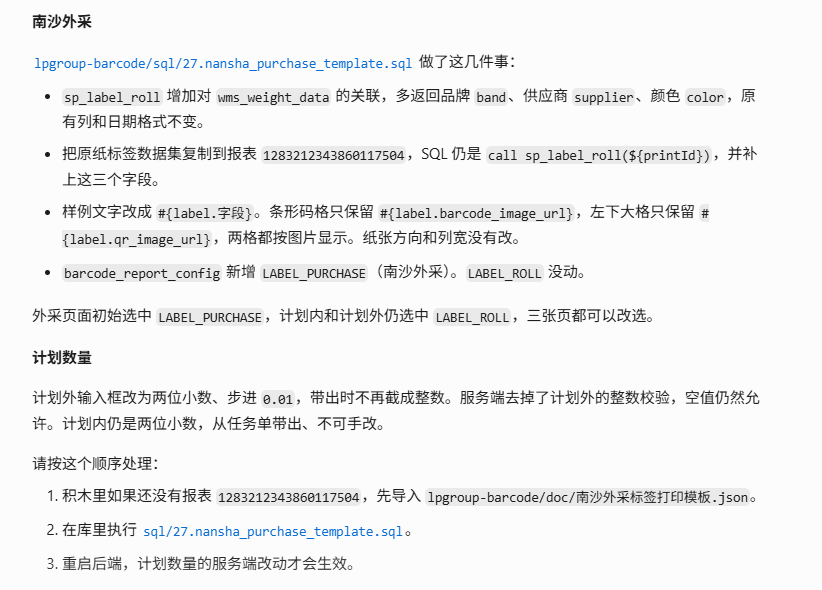 南沙外采
lpgroup-barcode/sql/27.nansha_purchase_template.sql 做了这几件事：
• sp_label_roll 增加对 wms_weight_data 的关联，多返回品牌 band、供应商 supplier、颜色 color，原
有列和日期格式不变。
• 把原纸标签数据集复制到报表 1283212343860117504，SQL 仍是 call sp_label_roll(${printId})，并补
上这三个字段。
• 样例文字改成 #{label.字段}。条形码格只保留 #{label.barcode_image_url}，左下大格只保留 #
{label.qr_image_url}，两格都按图片显示。纸张方向和列宽没有改。
• barcode_report_config 新增 LABEL_PURCHASE（南沙外采）。LABEL_ROLL 没动。
外采页面初始选中 LABEL_PURCHASE，计划内和计划外仍选中 LABEL_ROLL，三张页都可以改选。
计划数量
计划外输入框改为两位小数、步进 0.01，带出时不再截成整数。服务端去掉了计划外的整数校验，空值仍然允
许。计划内仍是两位小数，从任务单带出、不可手改。
请按这个顺序处理：
1. 积木里如果还没有报表 1283212343860117504，先导入 lpgroup-barcode/doc/南沙外采标签打印模板.json。
2. 在库里执行 sql/27.nansha_purchase_template.sql。
3. 重启后端，计划数量的服务端改动才会生效。